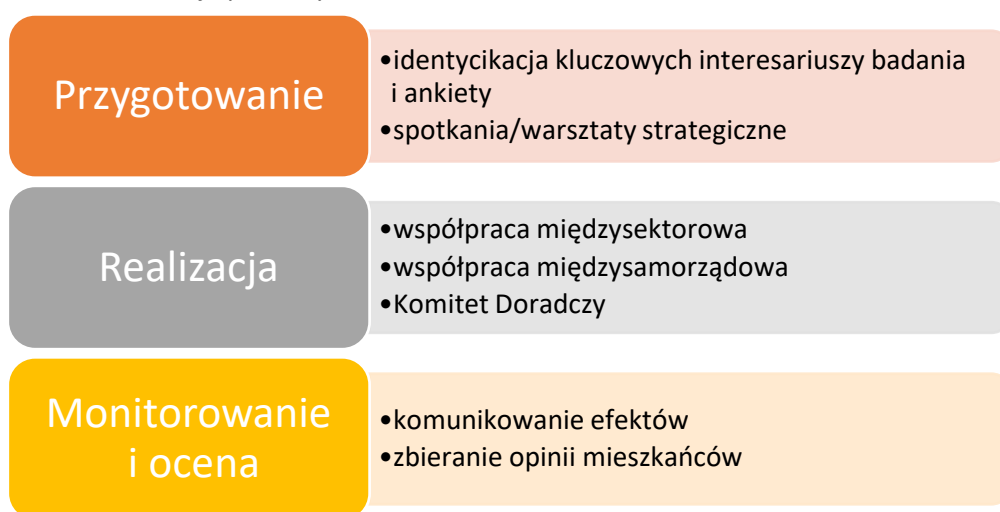 Przygotowanie
•identycikacja kluczowych interesariuszy badania
i ankiety
•spotkania/warsztaty strategiczne
Realizacja
•współpraca międzysektorowa
•współpraca międzysamorządowa
•Komitet Doradczy
Monitorowanie
i ocena
•komunikowanie efektów
•zbieranie opinii mieszkańców